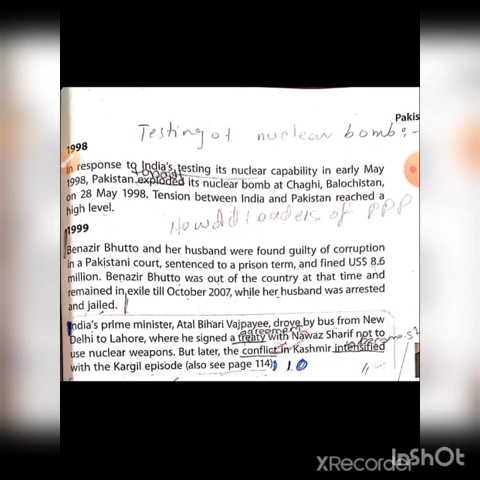 Pakis
Testing of nuclear bomb:-
1998
In response to India's testing its nuclear capability in early May
1998, Pakistan exploded its nuclear bomb at Chaghi, Balochistan,
on 28 May 1998. Tension between India and Pakistan reached a
high level.
of PPP
1999
Benazir Bhutto and her husband were found guilty of corruption
in a Pakistani court, sentenced to a prison term, and fined US$ 8.6
million. Benazir Bhutto was out of the country at that time and
remained in exile till October 2007, while her husband was arrested
and jailed.
India's prime minister, Atal Bihari Vajpayee, drove by bus from New
agreement
Delhi to Lahore, where he signed a treaty with Nawaz Sharif not to
use nuclear weapons. But later, the conflict in Kashmir intensified
with the Kargil episode (also see page 114). 10
XRecorder
InShOt